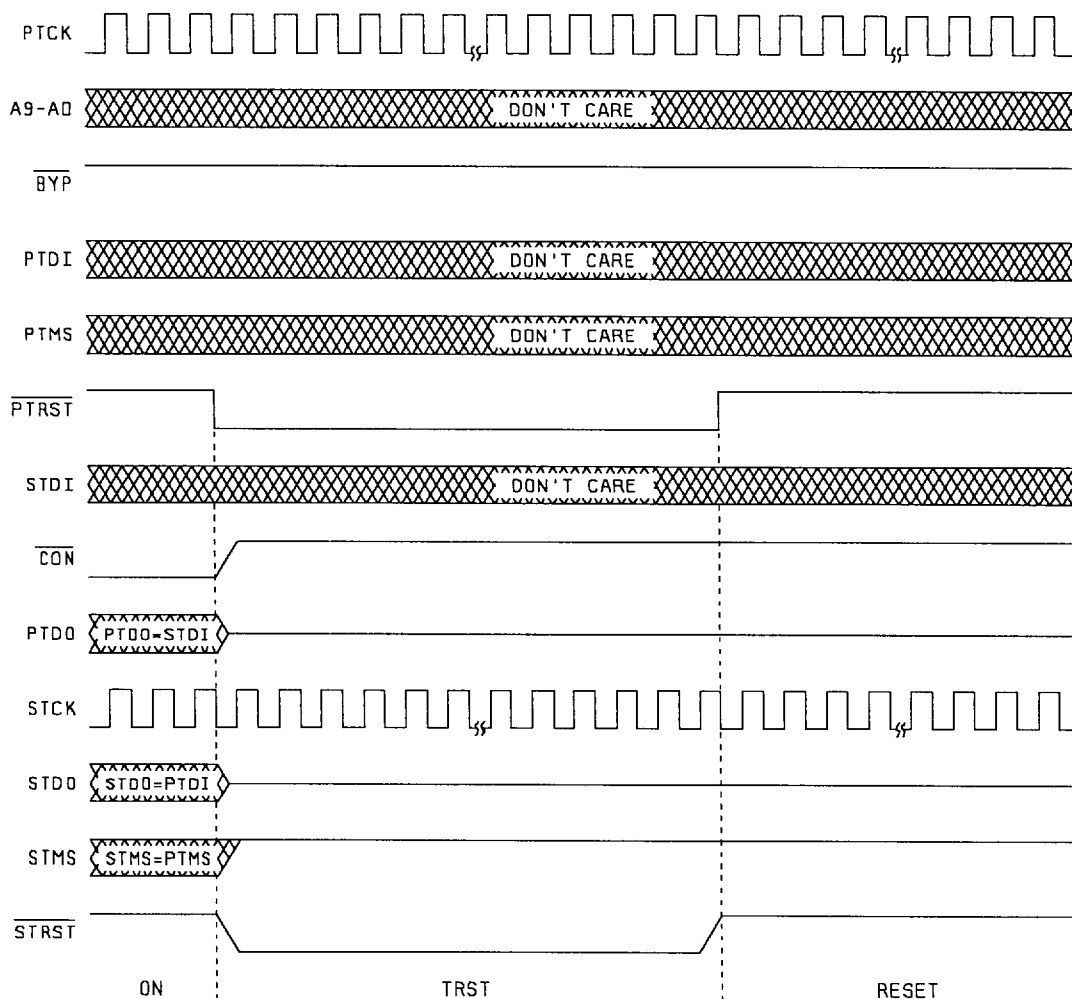 PTCK
A9-A0
DON'T CARE
BYP
PTDI
DON'T CARE
PTMS
DON'T CARE
PTRST
STDI
DON'T CARE
CON
PTDO
PTDO=STDI
STCK
STDO
STDO=PTDI
STMS
STMS=PTMS
STRST
ON TRST RESET